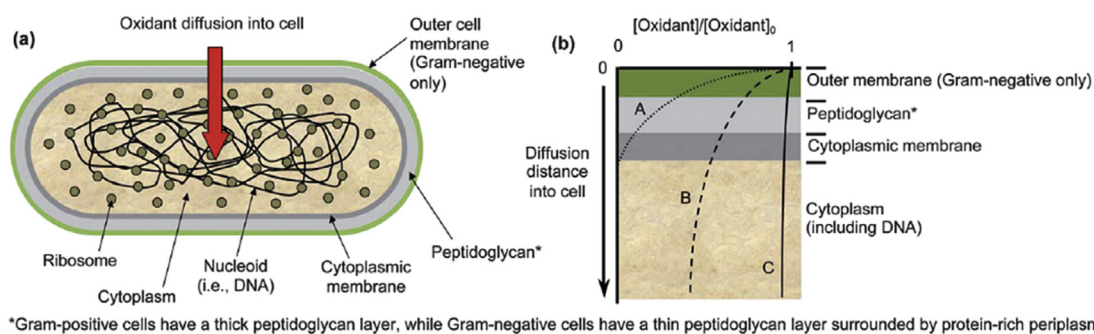 (a)
Oxidant diffusion into cell
Outer cell
membrane
(Gram-negative
only)
Ribosome
Cytoplasm
Nucleoid
(i.e., DNA)
Cytoplasmic
membrane
Peptidoglycan*
(b)
[Oxidant]/[Oxidant]₀
0
1
0
Diffusion
distance
into cell
A
B
C
Outer membrane (Gram-negative only)
Peptidoglycan*
Cytoplasmic membrane
Cytoplasm
(including DNA)
*Gram-positive cells have a thick peptidoglycan layer, while Gram-negative cells have a thin peptidoglycan layer surrounded by protein-rich periplasm